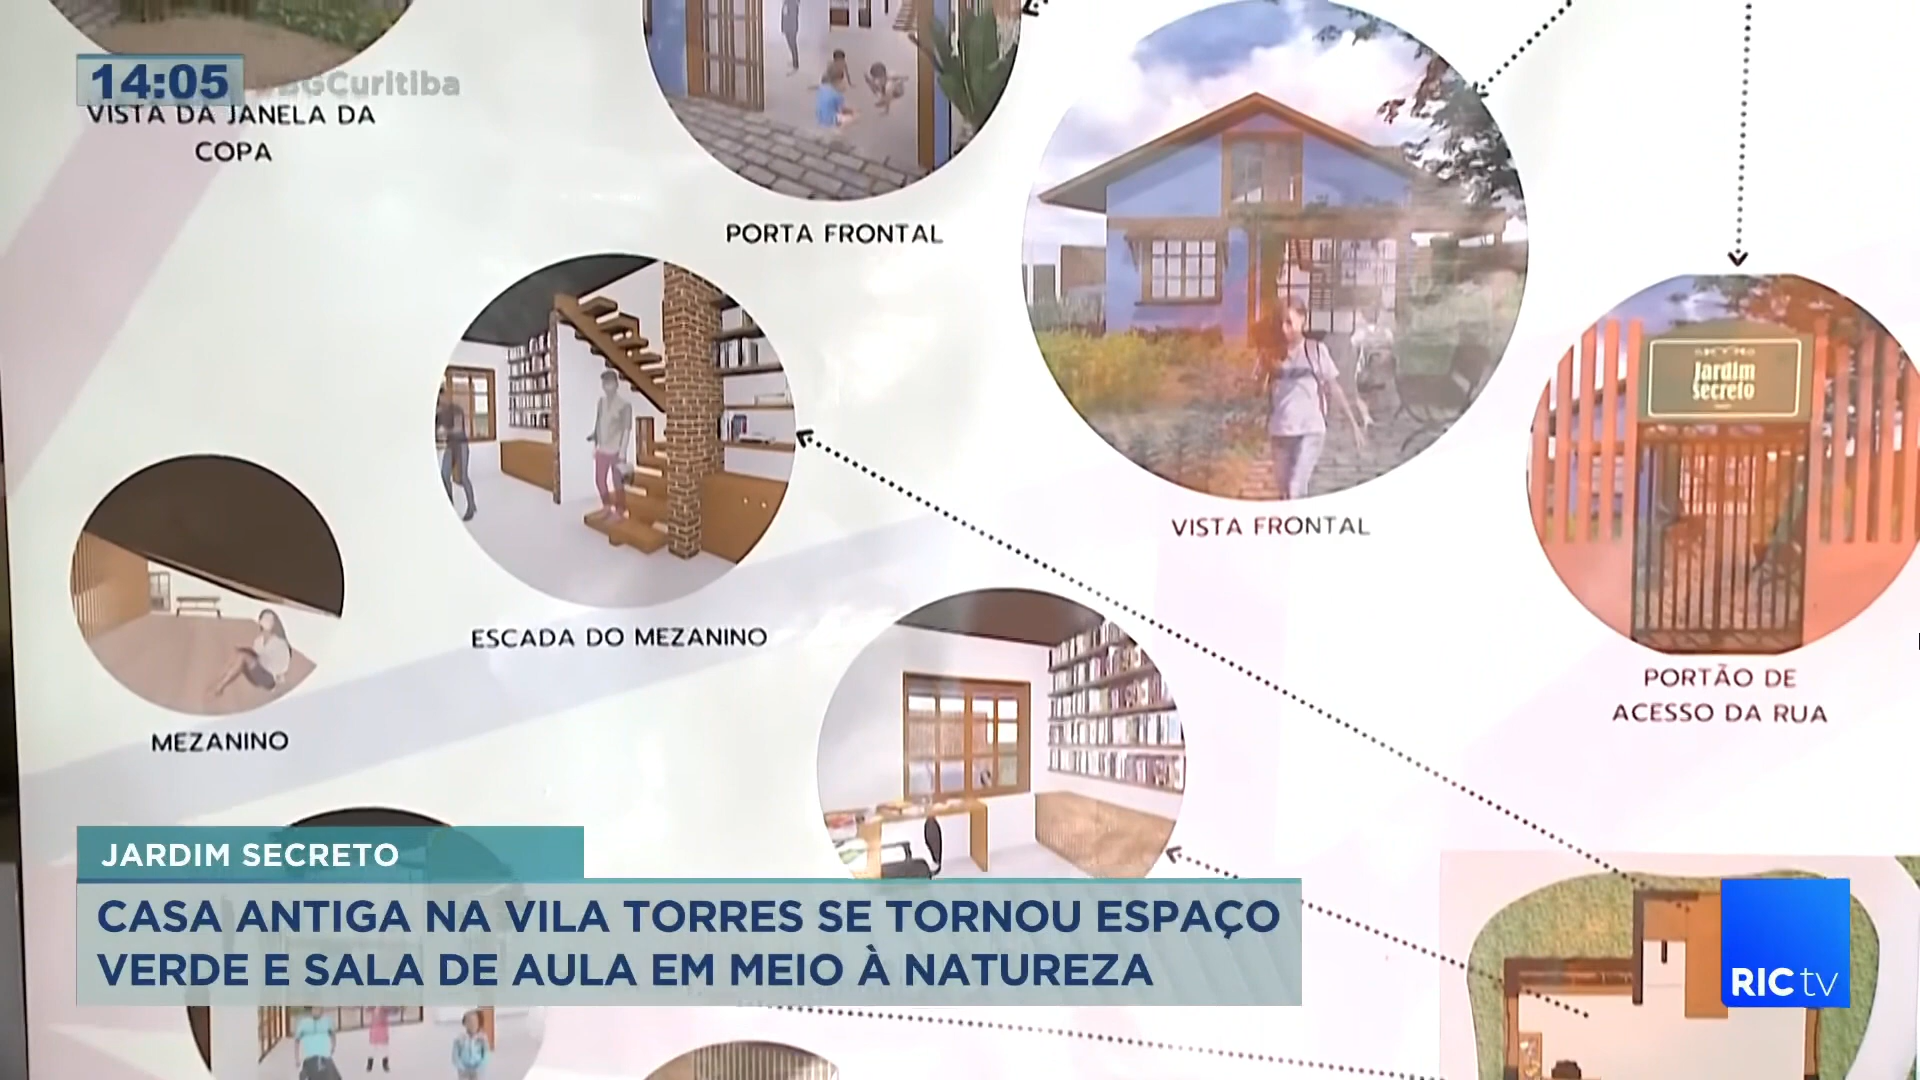 14:05
#BGCuritiba
VISTA DA JANELA DA
COPA
PORTA FRONTAL
VISTA FRONTAL
Jardim
Secreto
PORTÃO DE
ACESSO DA RUA
ESCADA DO MEZANINO
MEZANINO
JARDIM SECRETO
CASA ANTIGA NA VILA TORRES SE TORNOU ESPAÇO
VERDE E SALA DE AULA EM MEIO À NATUREZA
RIC tv